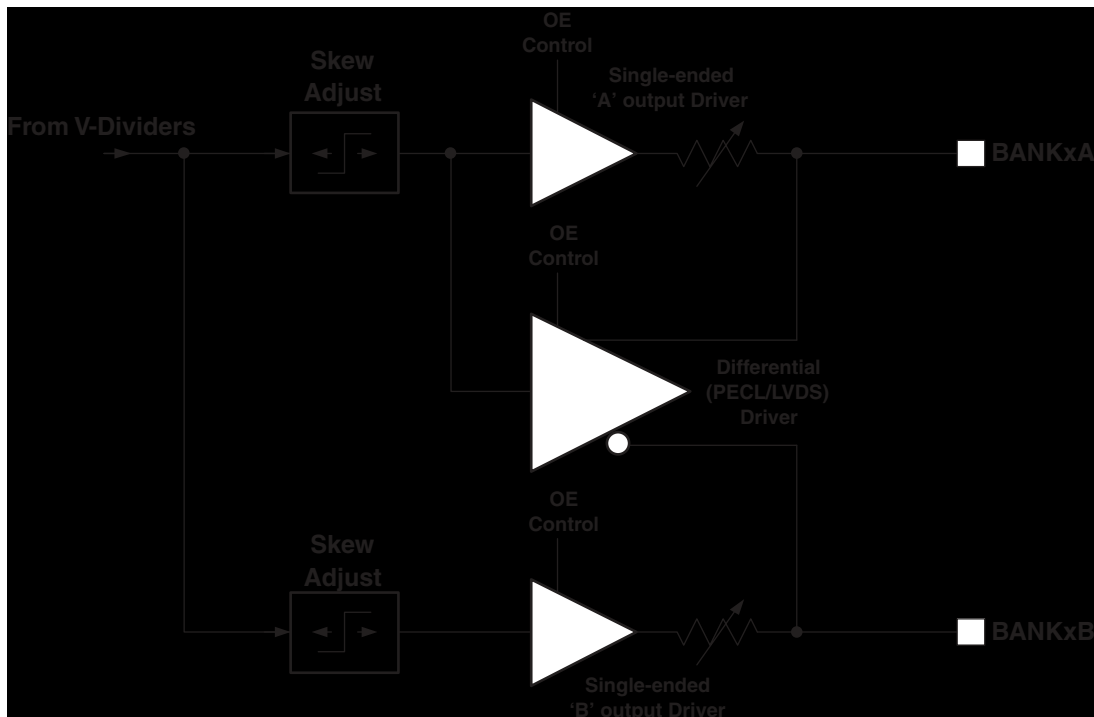 OE
Control
Skew
Adjust
Single-ended
‘A’ output Driver
From V-Dividers
BANKxA
OE
Control
Differential
(PECL/LVDS)
Driver
OE
Control
Skew
Adjust
BANKxB
Single-ended
‘B’ output Driver